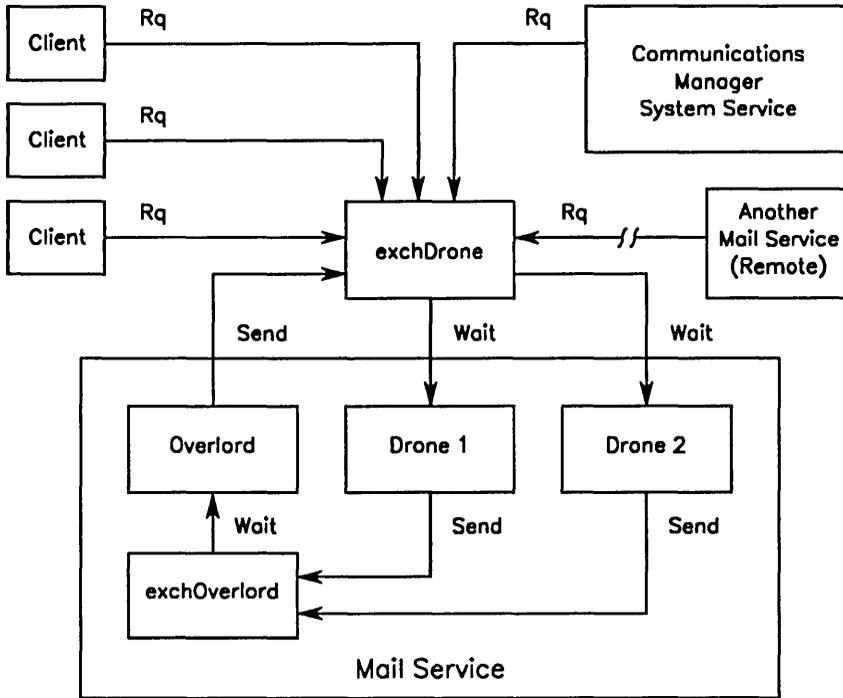 Rq
Rq
Client
Communications
Manager
System Service
Rq
Client
Rq
Client
Rq
Another
Mail Service
(Remote)
exchDrone
Send
Wait
Wait
Overlord
Drone 1
Drone 2
Wait
Send
Send
exchOverlord
Mail Service